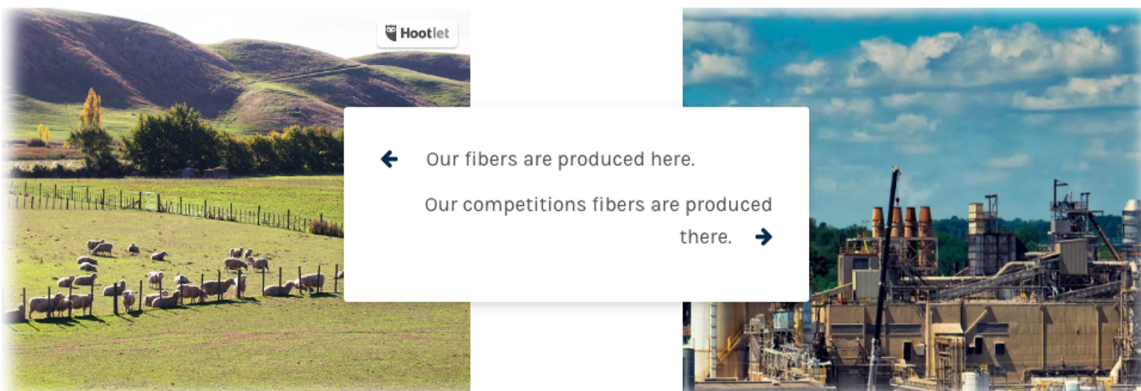 Hootlet
Our fibers are produced here.
Our competitions fibers are produced
there.